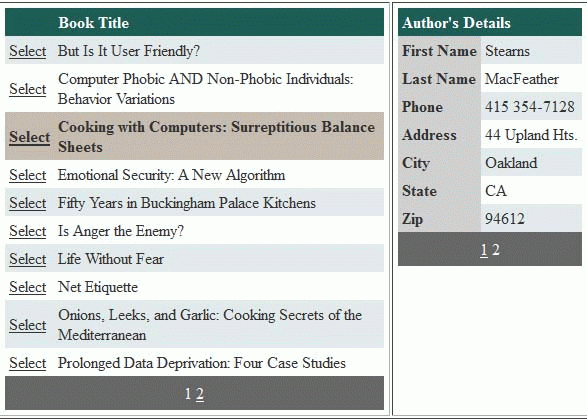 Book Title
Select But Is It User Friendly?
Select Computer Phobic AND Non-Phobic Individuals:
Behavior Variations
Select Cooking with Computers: Surreptitious Balance
Sheets
Select Emotional Security: A New Algorithm
Select Fifty Years in Buckingham Palace Kitchens
Select Is Anger the Enemy?
Select Life Without Fear
Select Net Etiquette
Select Onions, Leeks, and Garlic: Cooking Secrets of the
Mediterranean
Select Prolonged Data Deprivation: Four Case Studies
1 2
Author's Details
First Name Stearns
Last Name MacFeather
Phone 415 354-7128
Address 44 Upland Hts.
City Oakland
State CA
Zip 94612
1 2